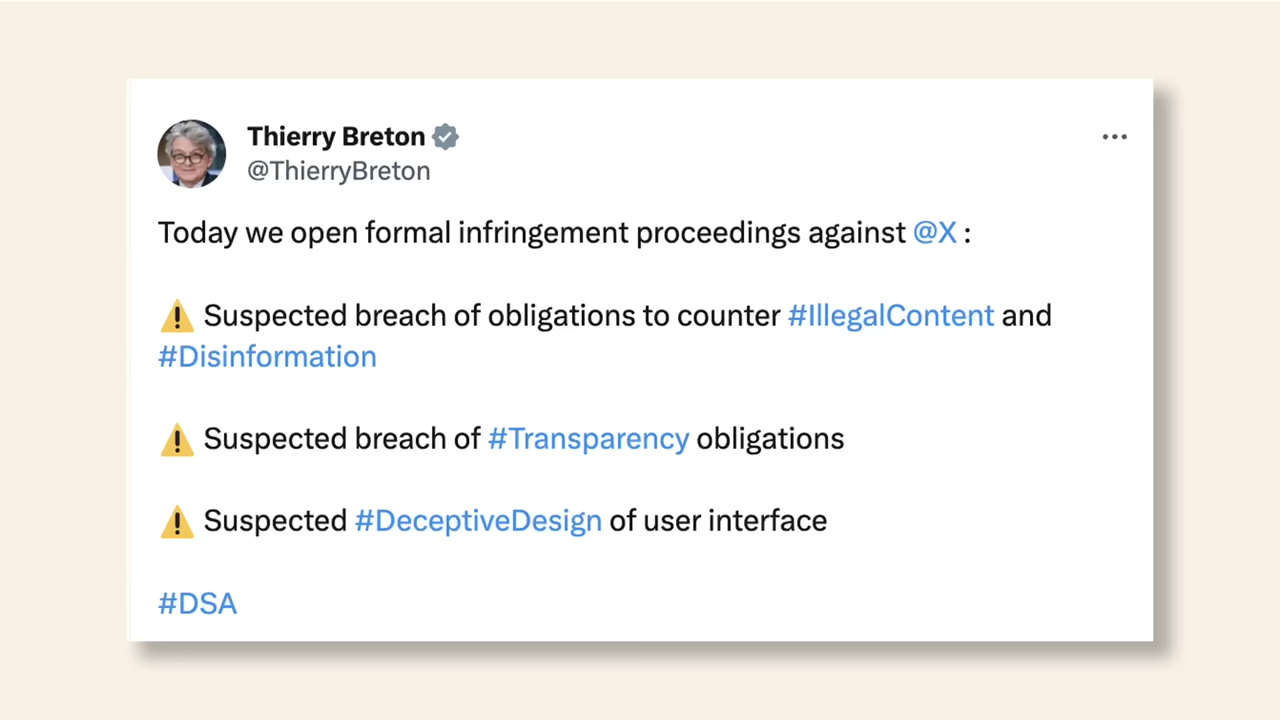 Thierry Breton
@ThierryBreton
Today we open formal infringement proceedings against @X :
⚠️ Suspected breach of obligations to counter #IllegalContent and
#Disinformation
⚠️ Suspected breach of #Transparency obligations
⚠️ Suspected #DeceptiveDesign of user interface
#DSA